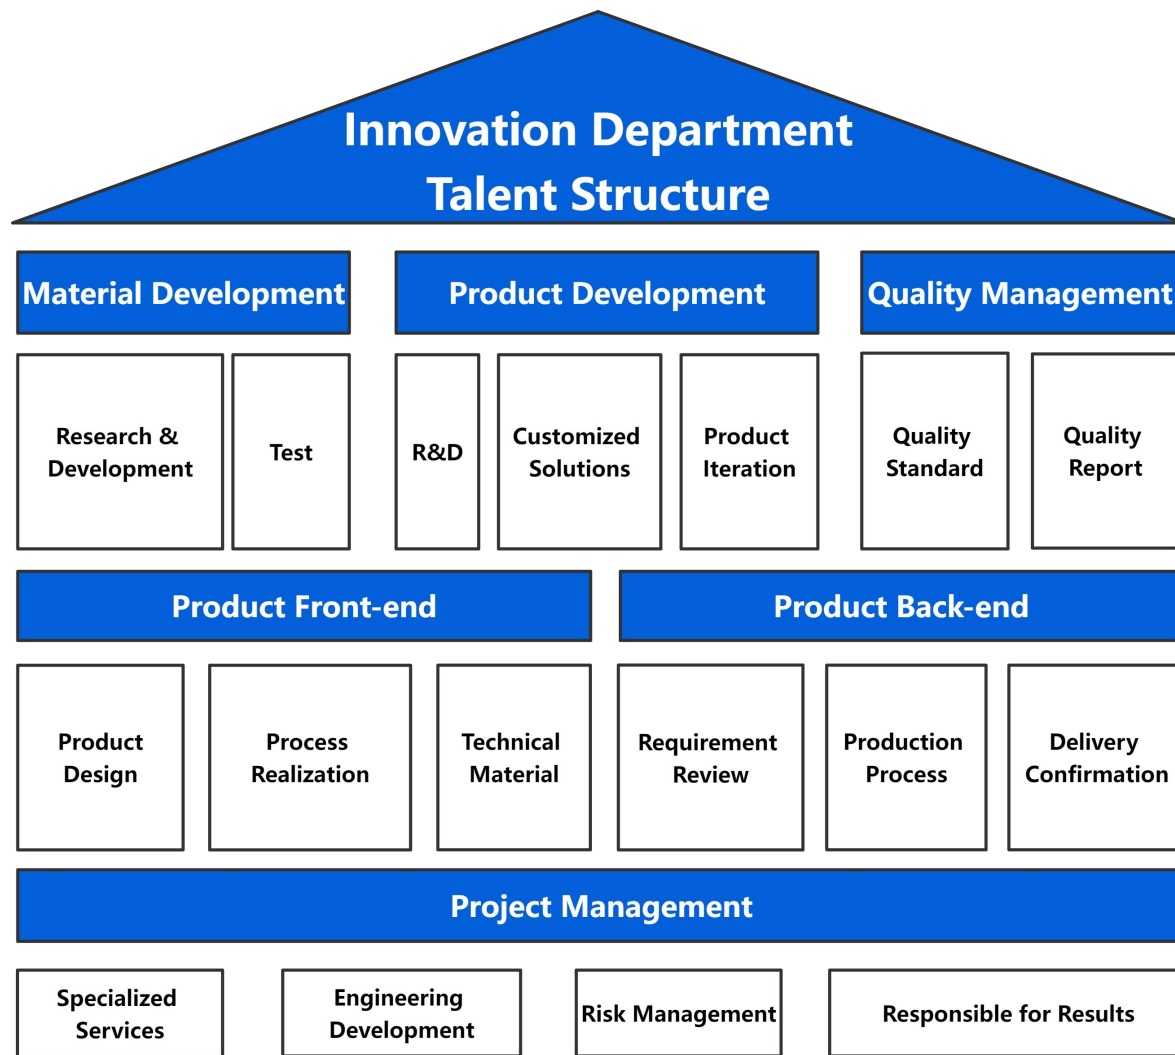 Innovation Department
Talent Structure
Material Development
Product Development
Quality Management
Research &
Development
Test
R&D
Customized
Solutions
Product
Iteration
Quality
Standard
Quality
Report
Product Front-end
Product Back-end
Product
Design
Process
Realization
Technical
Material
Requirement
Review
Production
Process
Delivery
Confirmation
Project Management
Specialized
Services
Engineering
Development
Risk Management
Responsible for Results